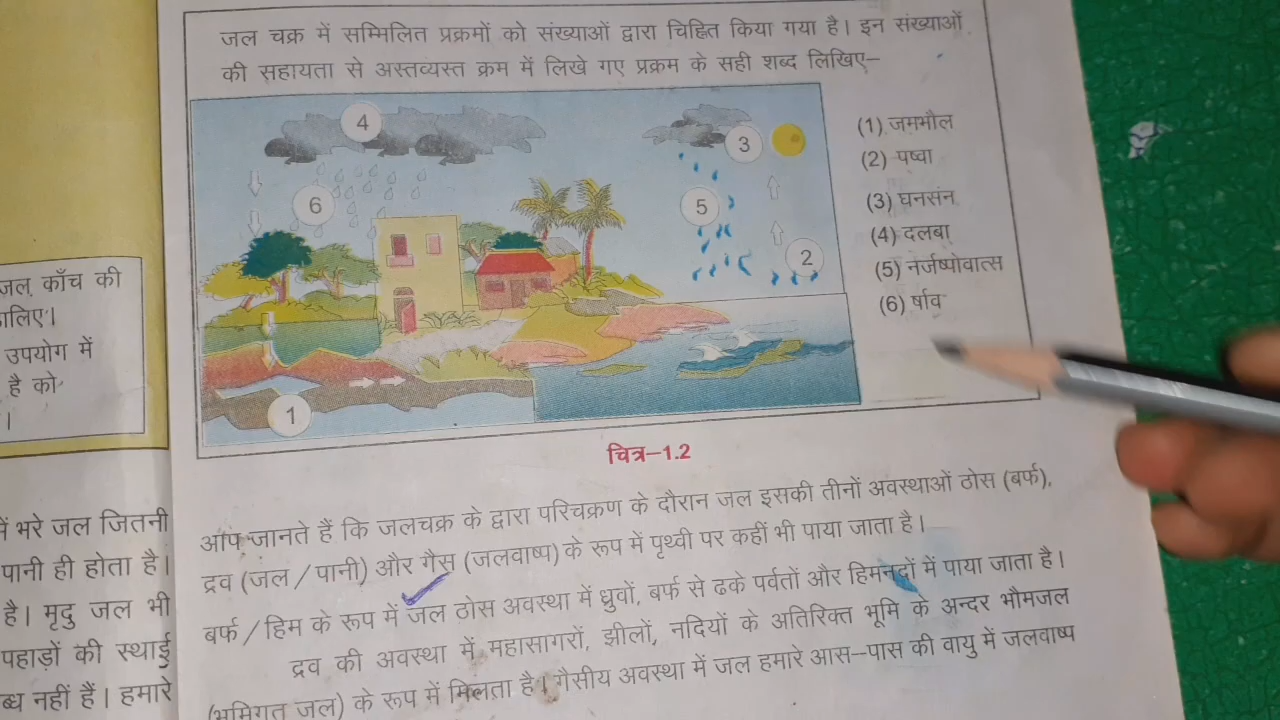 जल चक्र में सम्मिलित प्रक्रमों को संख्याओं द्वारा चिह्नित किया गया है। इन संख्याओं
की सहायता से अस्तव्यस्त क्रम में लिखे गए प्रक्रम के सही शब्द लिखिए–
4
3
6
5
2
1
(1) जमभौल
(2) पष्वा
(3) घनसंन
(4) दलबा
(5) नर्जष्पोवात्स
(6) र्षाव
चित्र–1.2
जल काँच की
उपयोग में
है को
।
आप जानते हैं कि जलचक्र के द्वारा परिचक्रण के दौरान जल इसकी तीनों अवस्थाओं ठोस (बर्फ),
द्रव (जल / पानी) और गैस (जलवाष्प) के रूप में पृथ्वी पर कहीं भी पाया जाता है।
बर्फ / हिम के रूप में जल ठोस अवस्था में ध्रुवों, बर्फ से ढके पर्वतों और हिमनदों में पाया जाता है।
द्रव की अवस्था में महासागरों, झीलों, नदियों के अतिरिक्त भूमि के अन्दर भौमजल
(भूमिगत जल) के रूप में मिलता है। गैसीय अवस्था में जल हमारे आस–पास की वायु में जलवाष्प
में भरे जल जितनी
पानी ही होता है।
है। मृदु जल भी
पहाड़ों की स्थाई
ब्ध नहीं हैं। हमारे